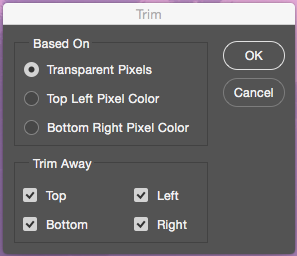 Trim
Based On
OK
Transparent Pixels
Top Left Pixel Color
Cancel
Bottom Right Pixel Color
Trim Away
Top
Left
Bottom
Right